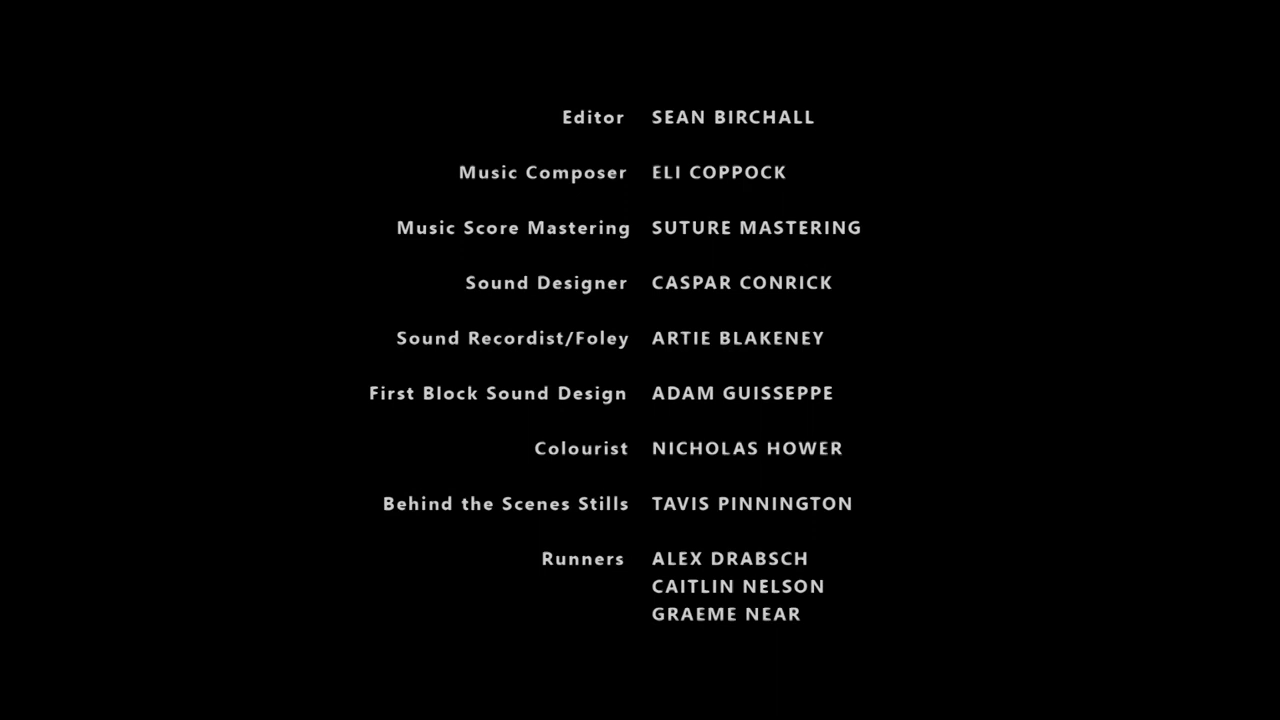 Editor SEAN BIRCHALL
Music Composer ELI COPPOCK
Music Score Mastering SUTURE MASTERING
Sound Designer CASPAR CONRICK
Sound Recordist/Foley ARTIE BLAKENEY
First Block Sound Design ADAM GUISSEPPE
Colourist NICHOLAS HOWER
Behind the Scenes Stills TAVIS PINNINGTON
Runners ALEX DRABSCH
CAITLIN NELSON
GRAEME NEAR